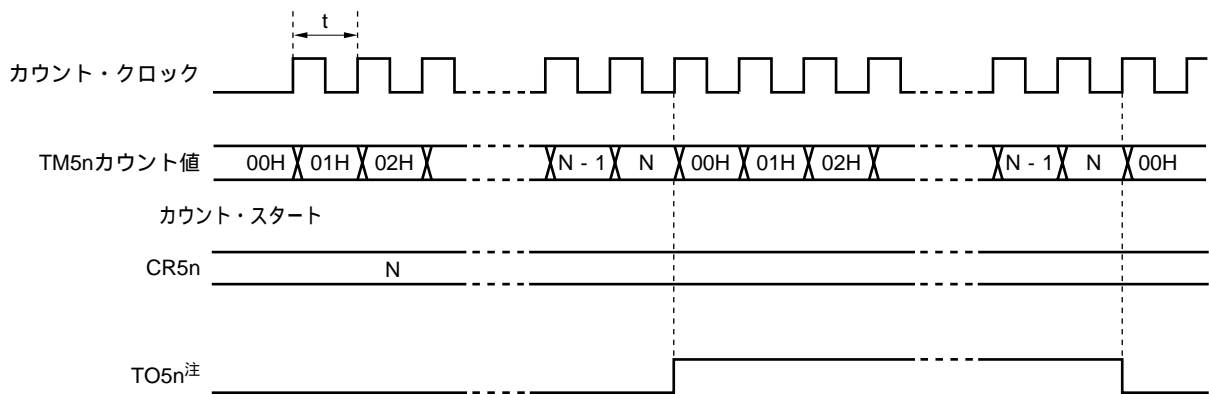 t
カウント・クロック
TM5nカウント値 00H 01H 02H N - 1 N 00H 01H 02H N - 1 N 00H
カウント・スタート
CR5n N
TO5n注